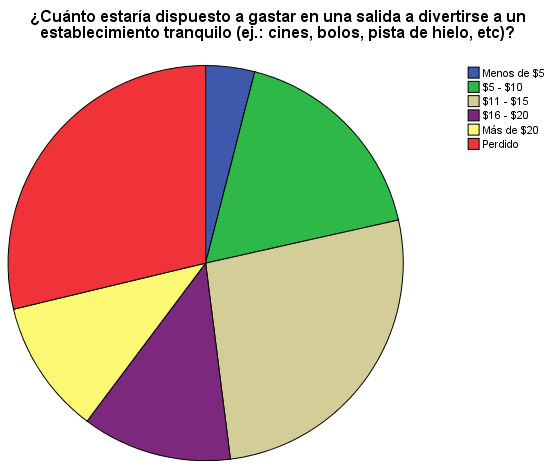 ¿Cuánto estaría dispuesto a gastar en una salida a divertirse a un
establecimiento tranquilo (ej.: cines, bolos, pista de hielo, etc)?
Menos de $5
$5 - $10
$11 - $15
$16 - $20
Más de $20
Perdido